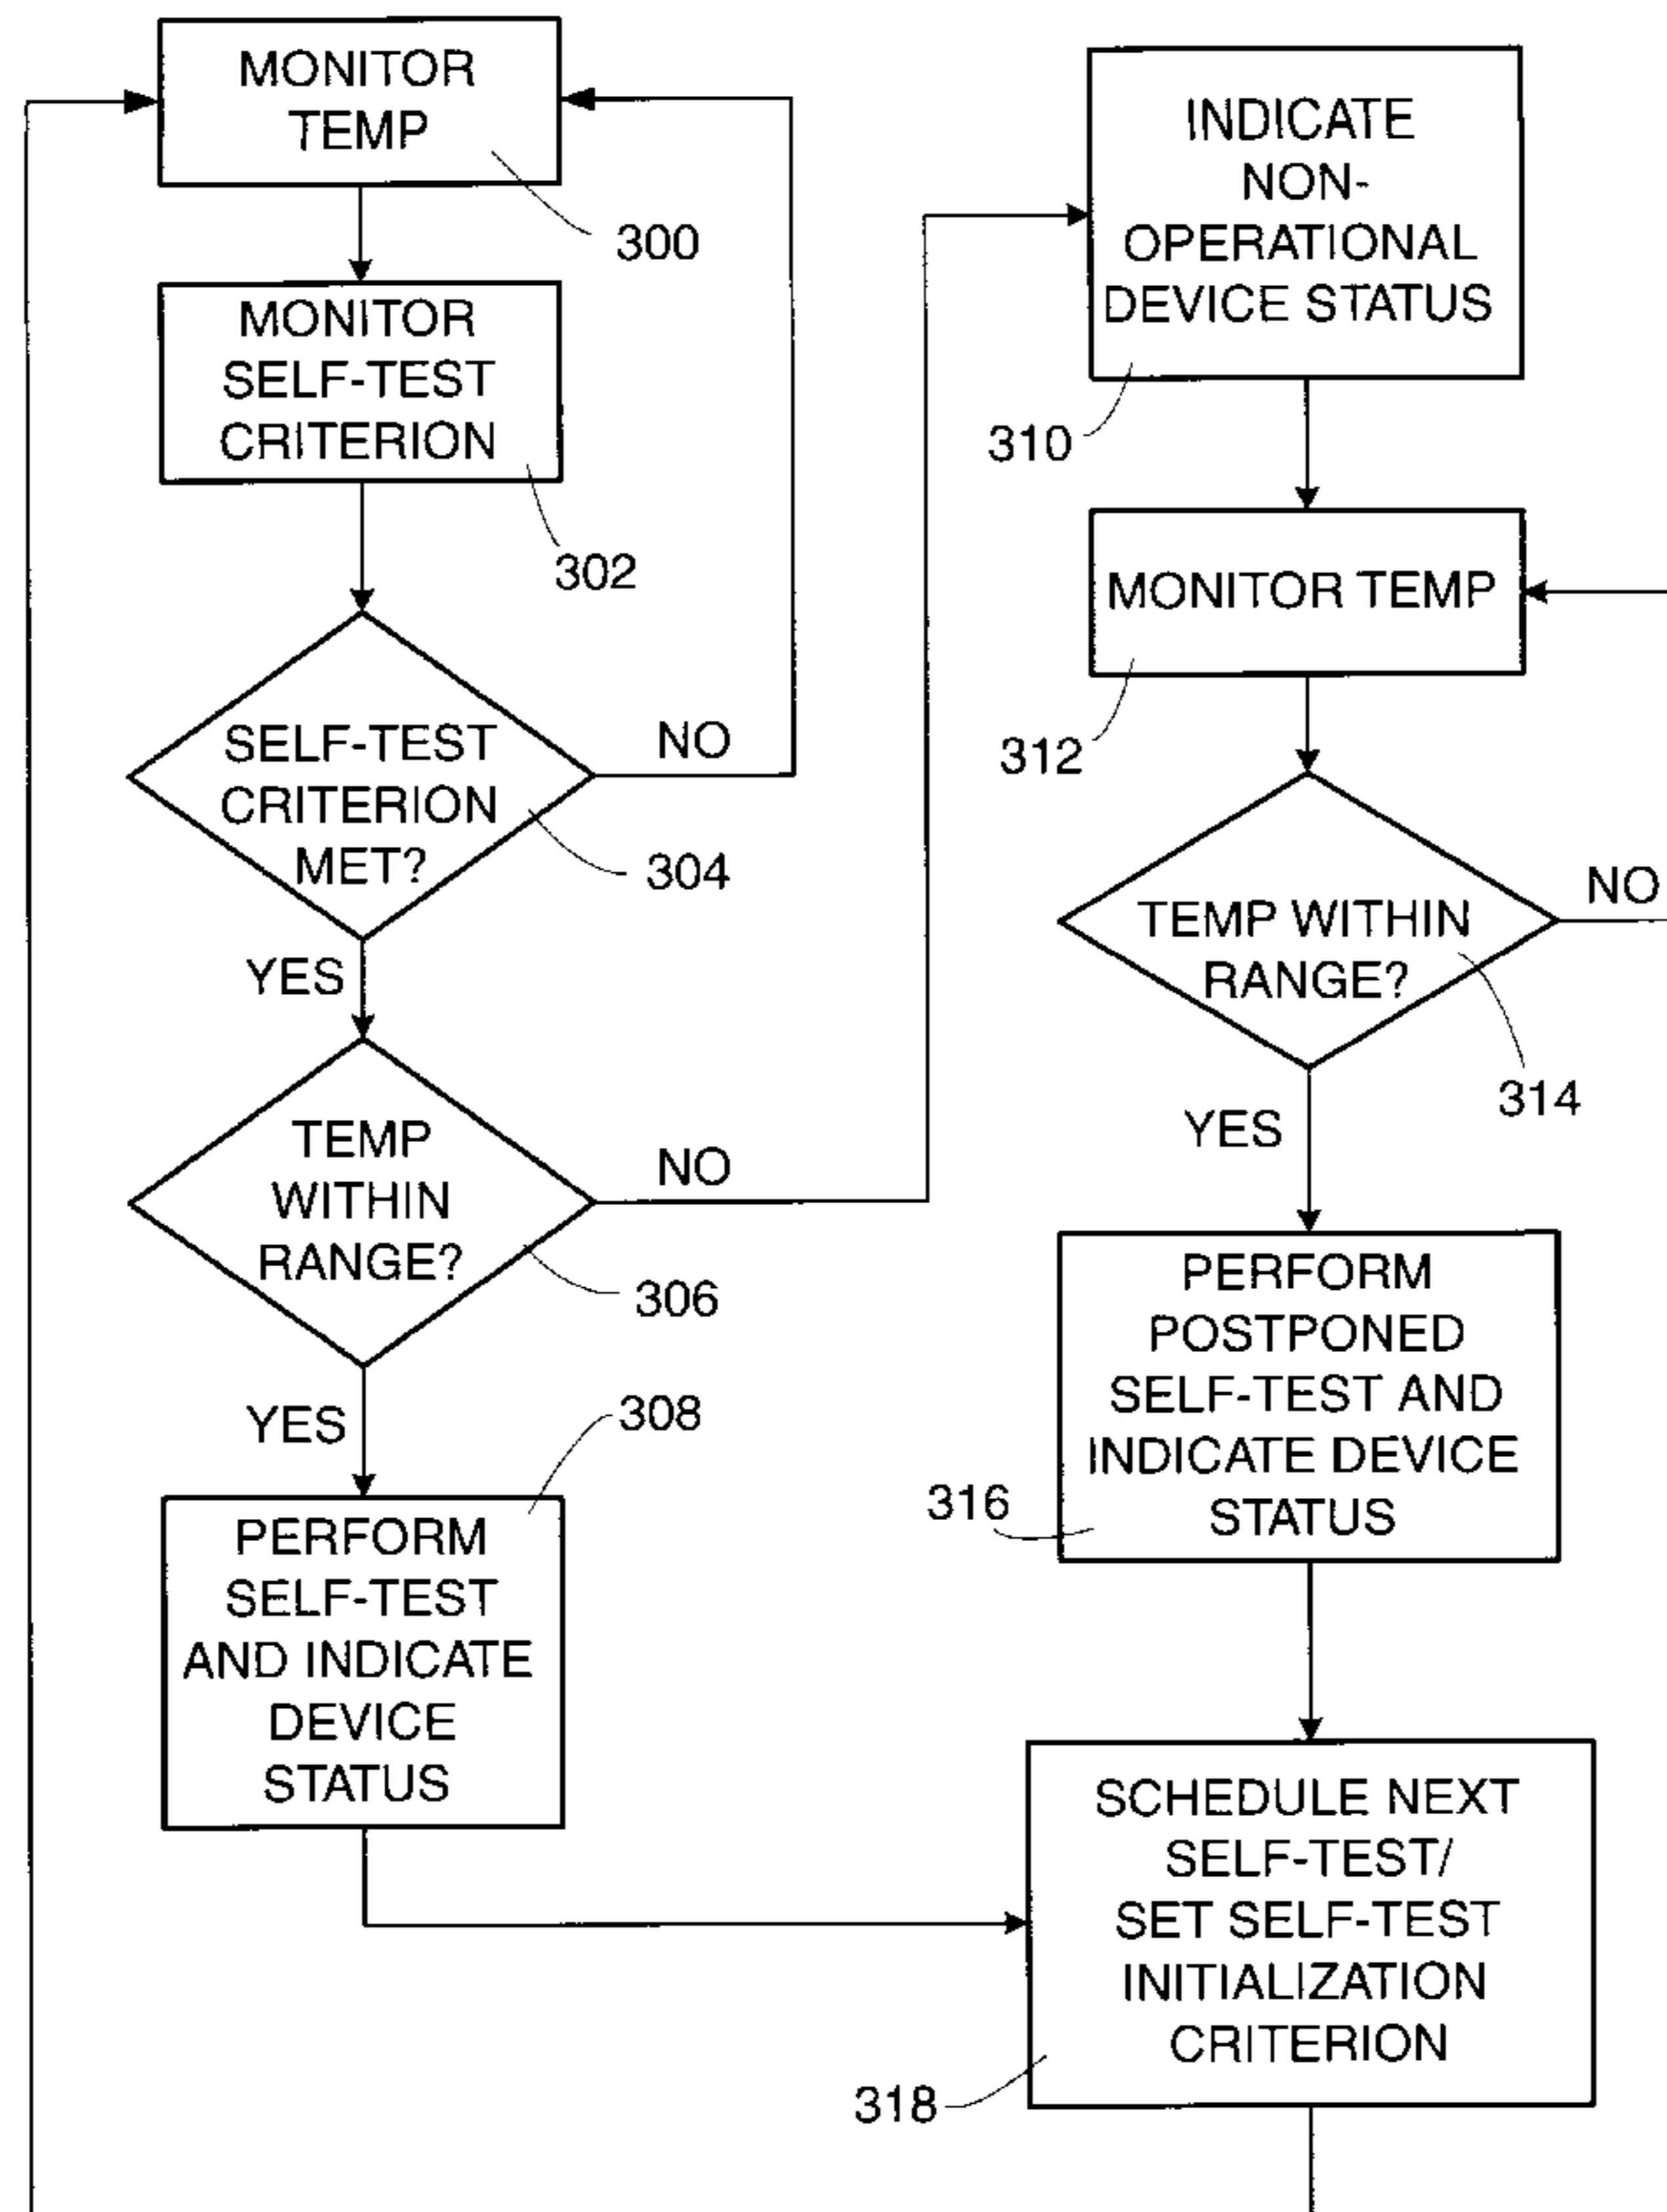 MONITOR
TEMP
300
MONITOR
SELF-TEST
CRITERION
302
SELF-TEST
CRITERION
MET?
NO
304
YES
TEMP
WITHIN
RANGE?
NO
306
YES
308
PERFORM
SELF-TEST
AND INDICATE
DEVICE
STATUS
INDICATE
NON-
OPERATIONAL
DEVICE STATUS
310
MONITOR TEMP
312
TEMP WITHIN
RANGE?
NO
314
YES
PERFORM
POSTPONED
SELF-TEST AND
INDICATE DEVICE
STATUS
316
SCHEDULE NEXT
SELF-TEST/
SET SELF-TEST
INITIALIZATION
CRITERION
318